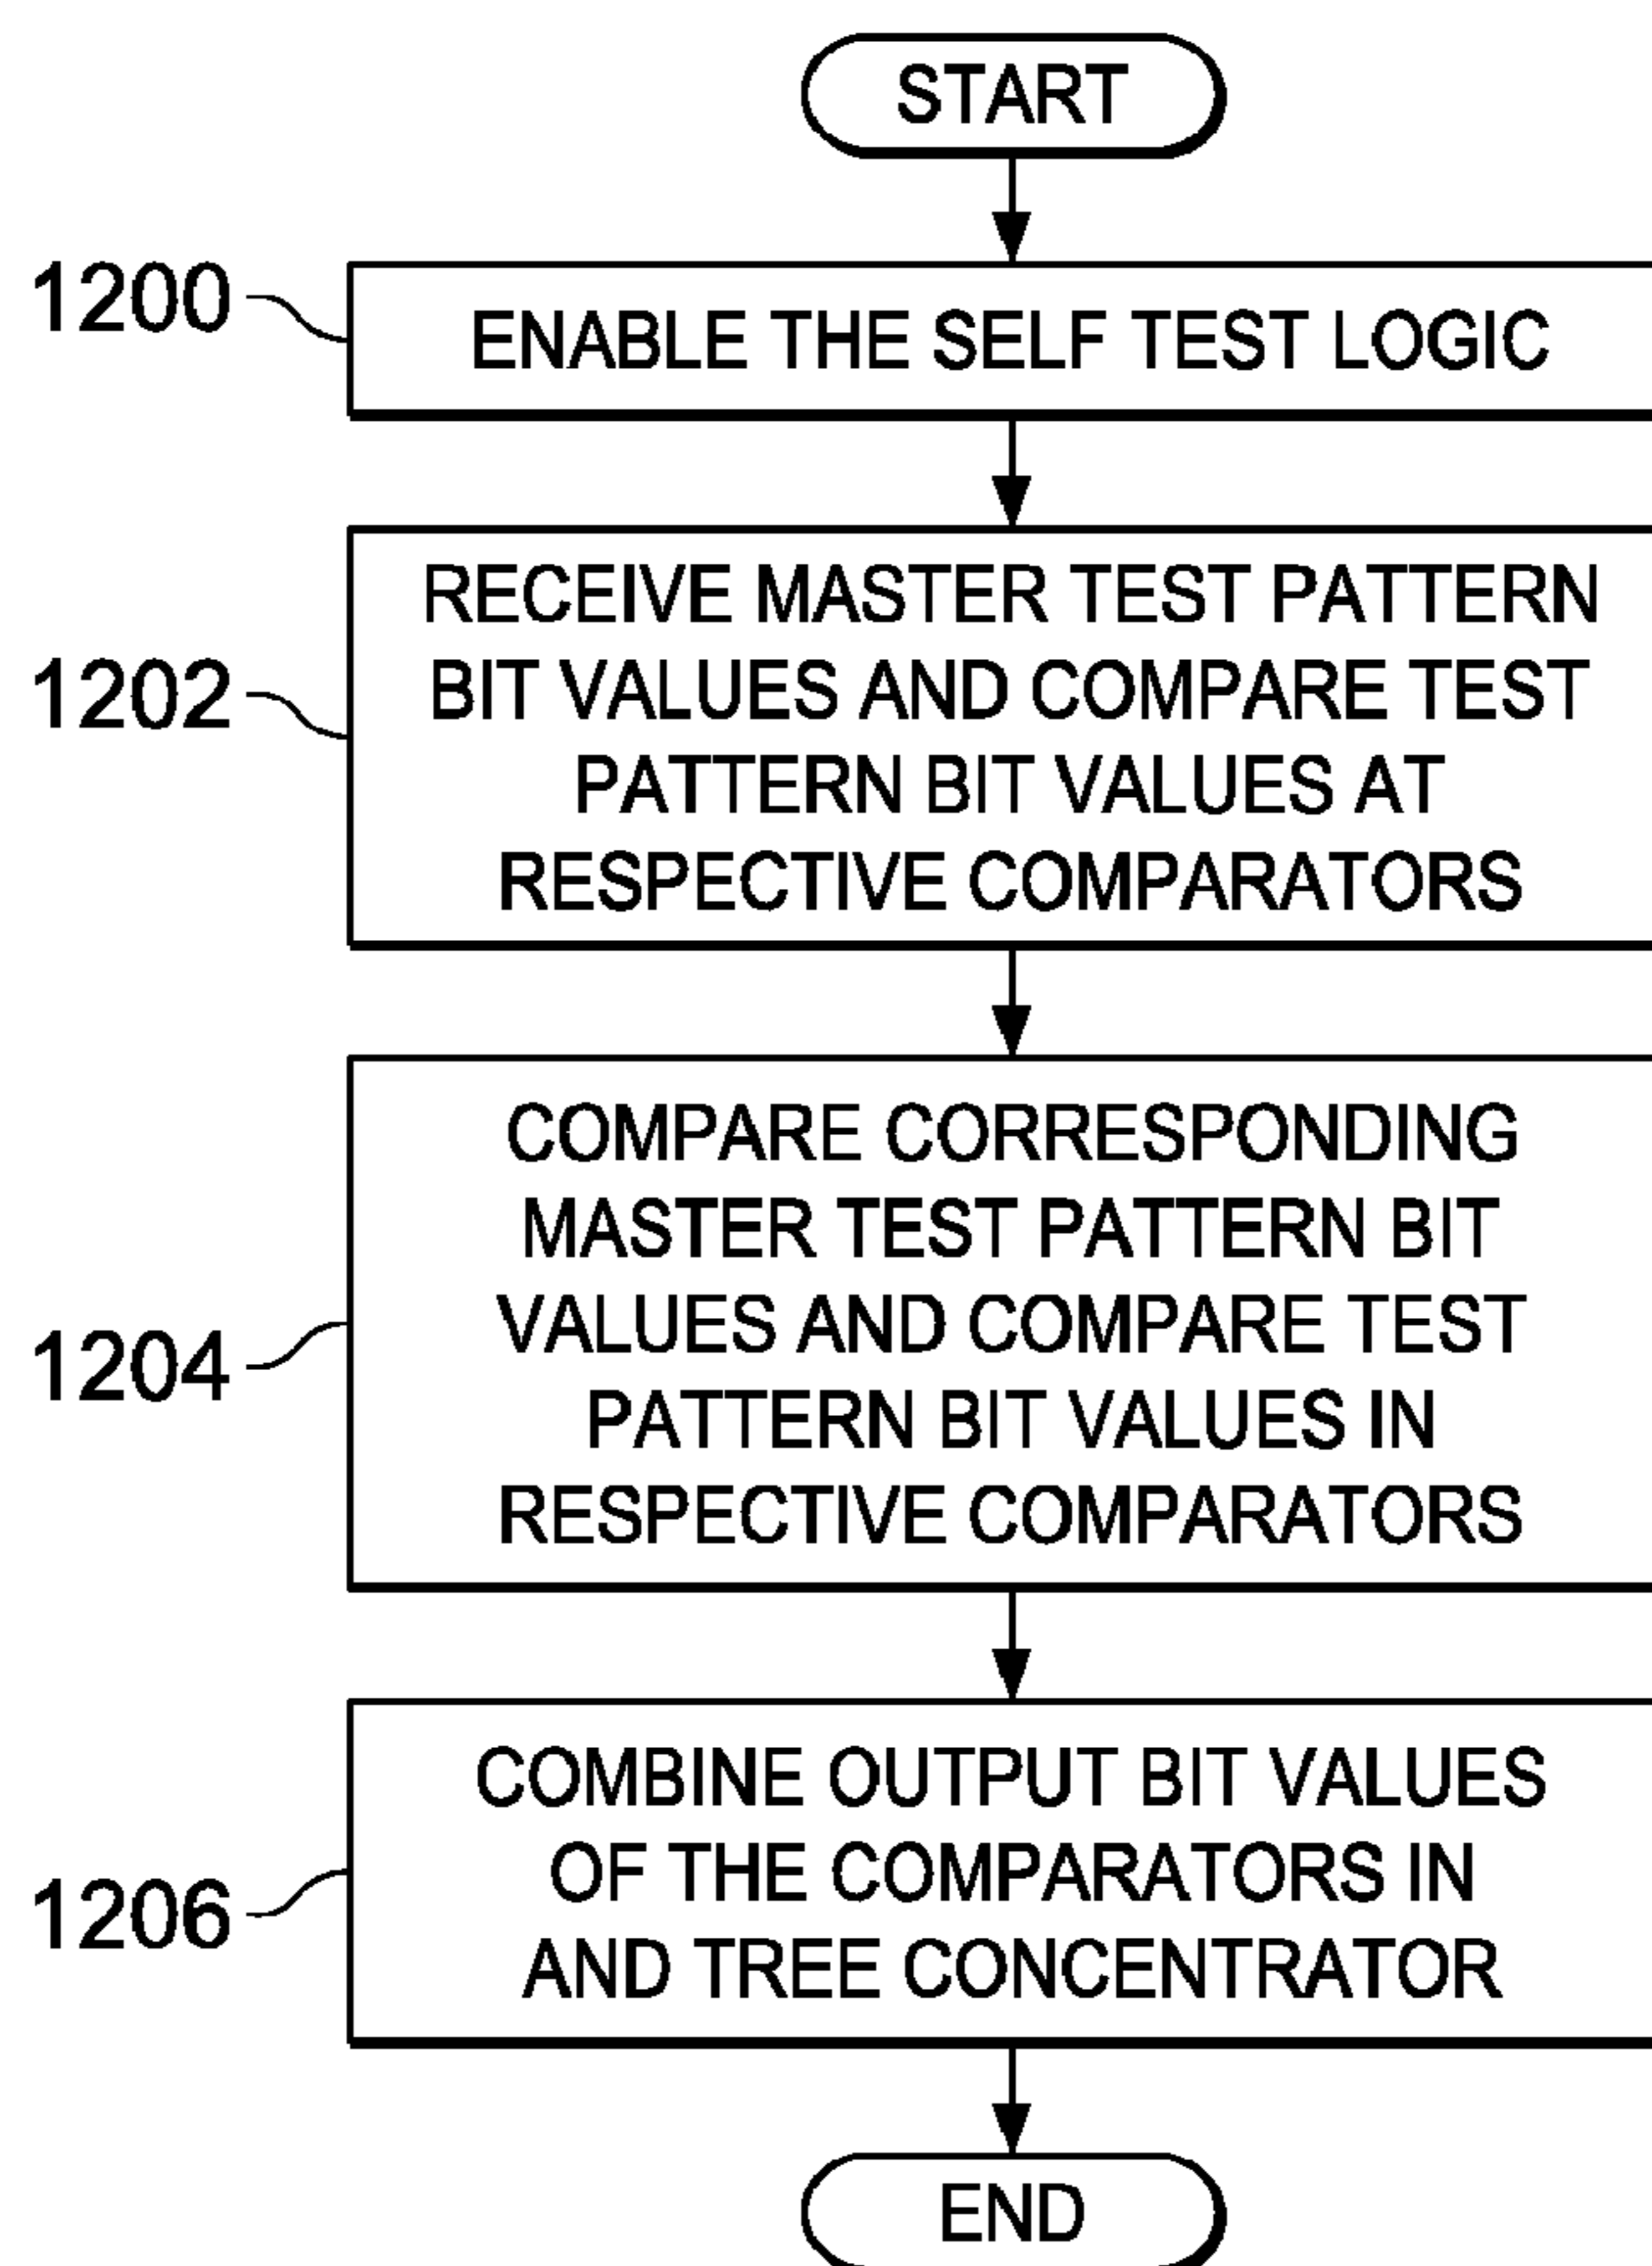 START
1200
ENABLE THE SELF TEST LOGIC
1202
RECEIVE MASTER TEST PATTERN
BIT VALUES AND COMPARE TEST
PATTERN BIT VALUES AT
RESPECTIVE COMPARATORS
1204
COMPARE CORRESPONDING
MASTER TEST PATTERN BIT
VALUES AND COMPARE TEST
PATTERN BIT VALUES IN
RESPECTIVE COMPARATORS
1206
COMBINE OUTPUT BIT VALUES
OF THE COMPARATORS IN
AND TREE CONCENTRATOR
END